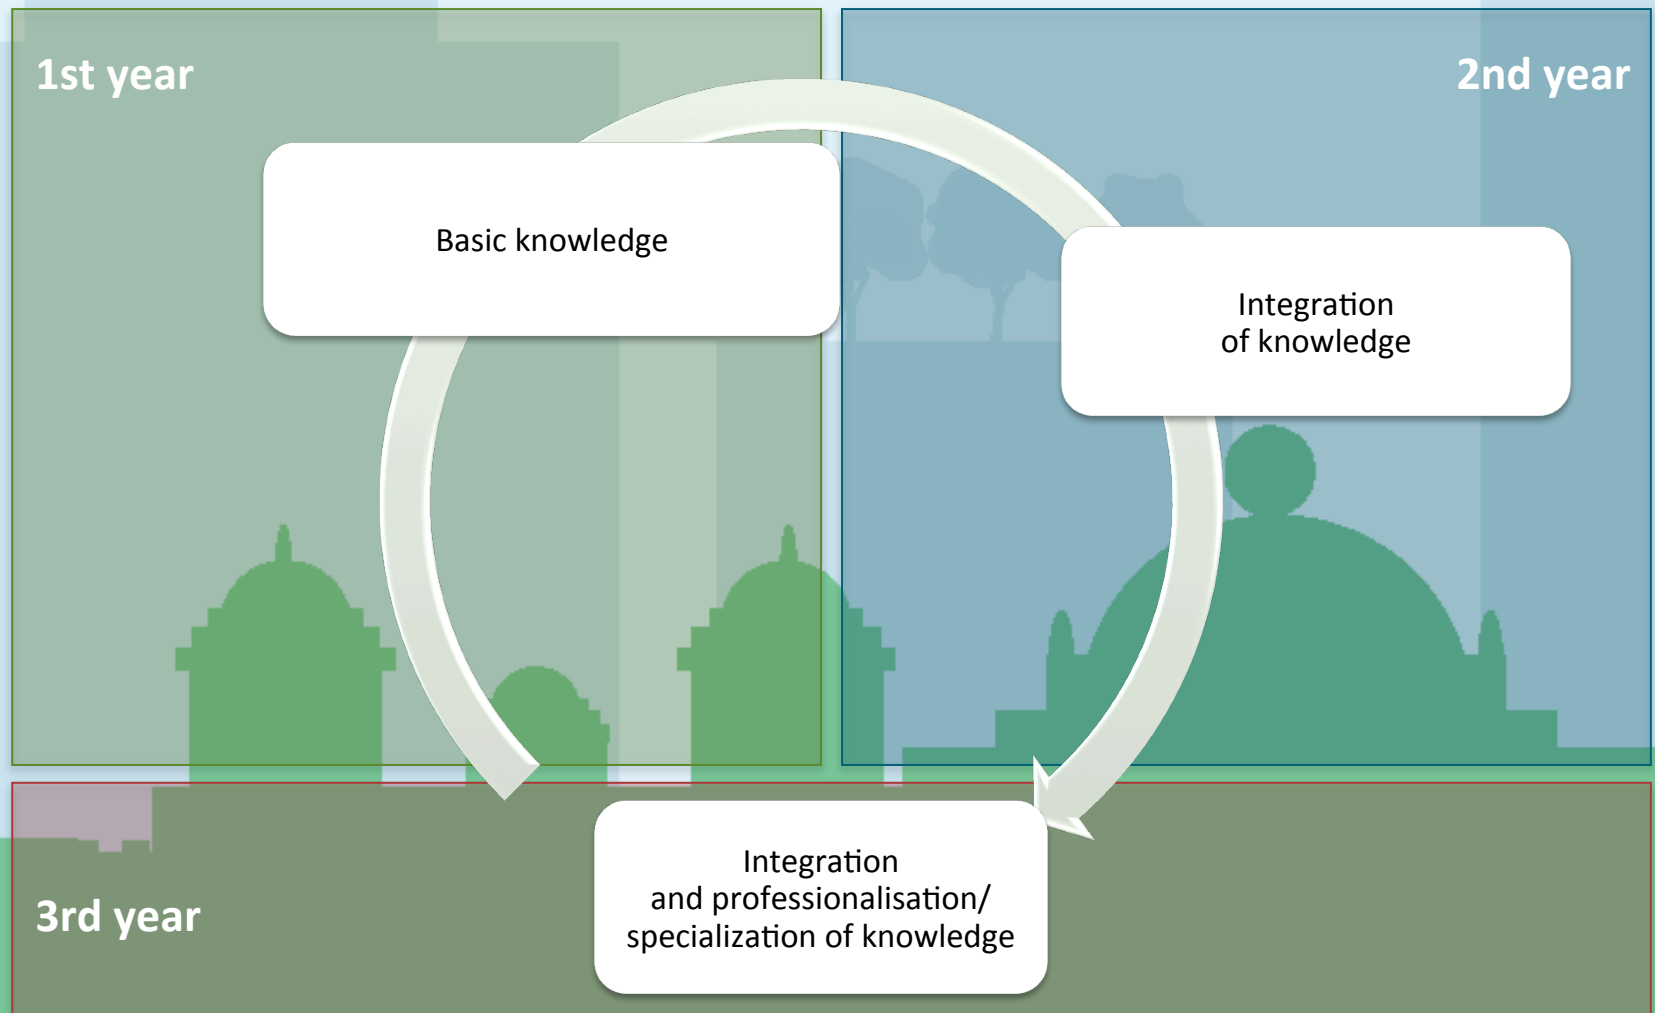 1st year
2nd year
Basic knowledge
Integration
of knowledge
Integration
and professionalisation/
specialization of knowledge
3rd year